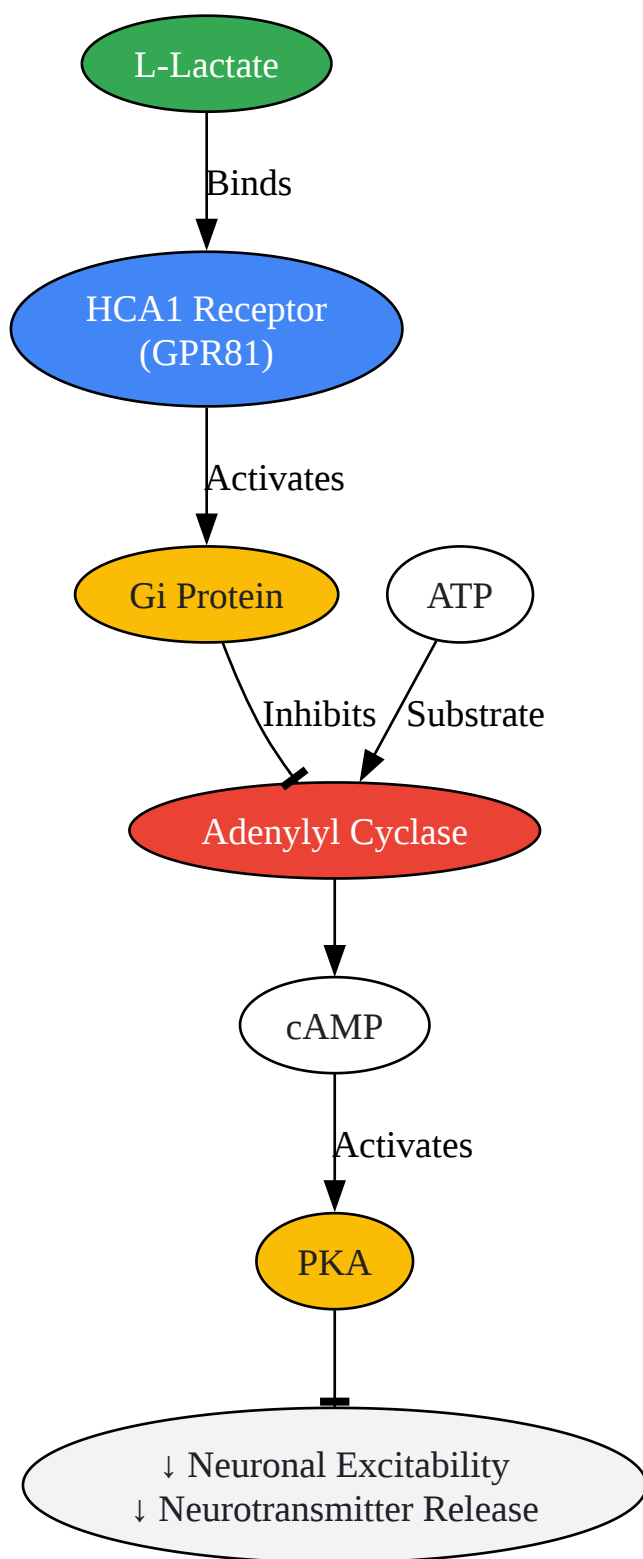 L-Lactate
Binds
HCA1 Receptor
(GPR81)
Activates
Gi Protein
ATP
Inhibits
Substrate
Adenylyl Cyclase
cAMP
Activates
PKA
↓ Neuronal Excitability
↓ Neurotransmitter Release